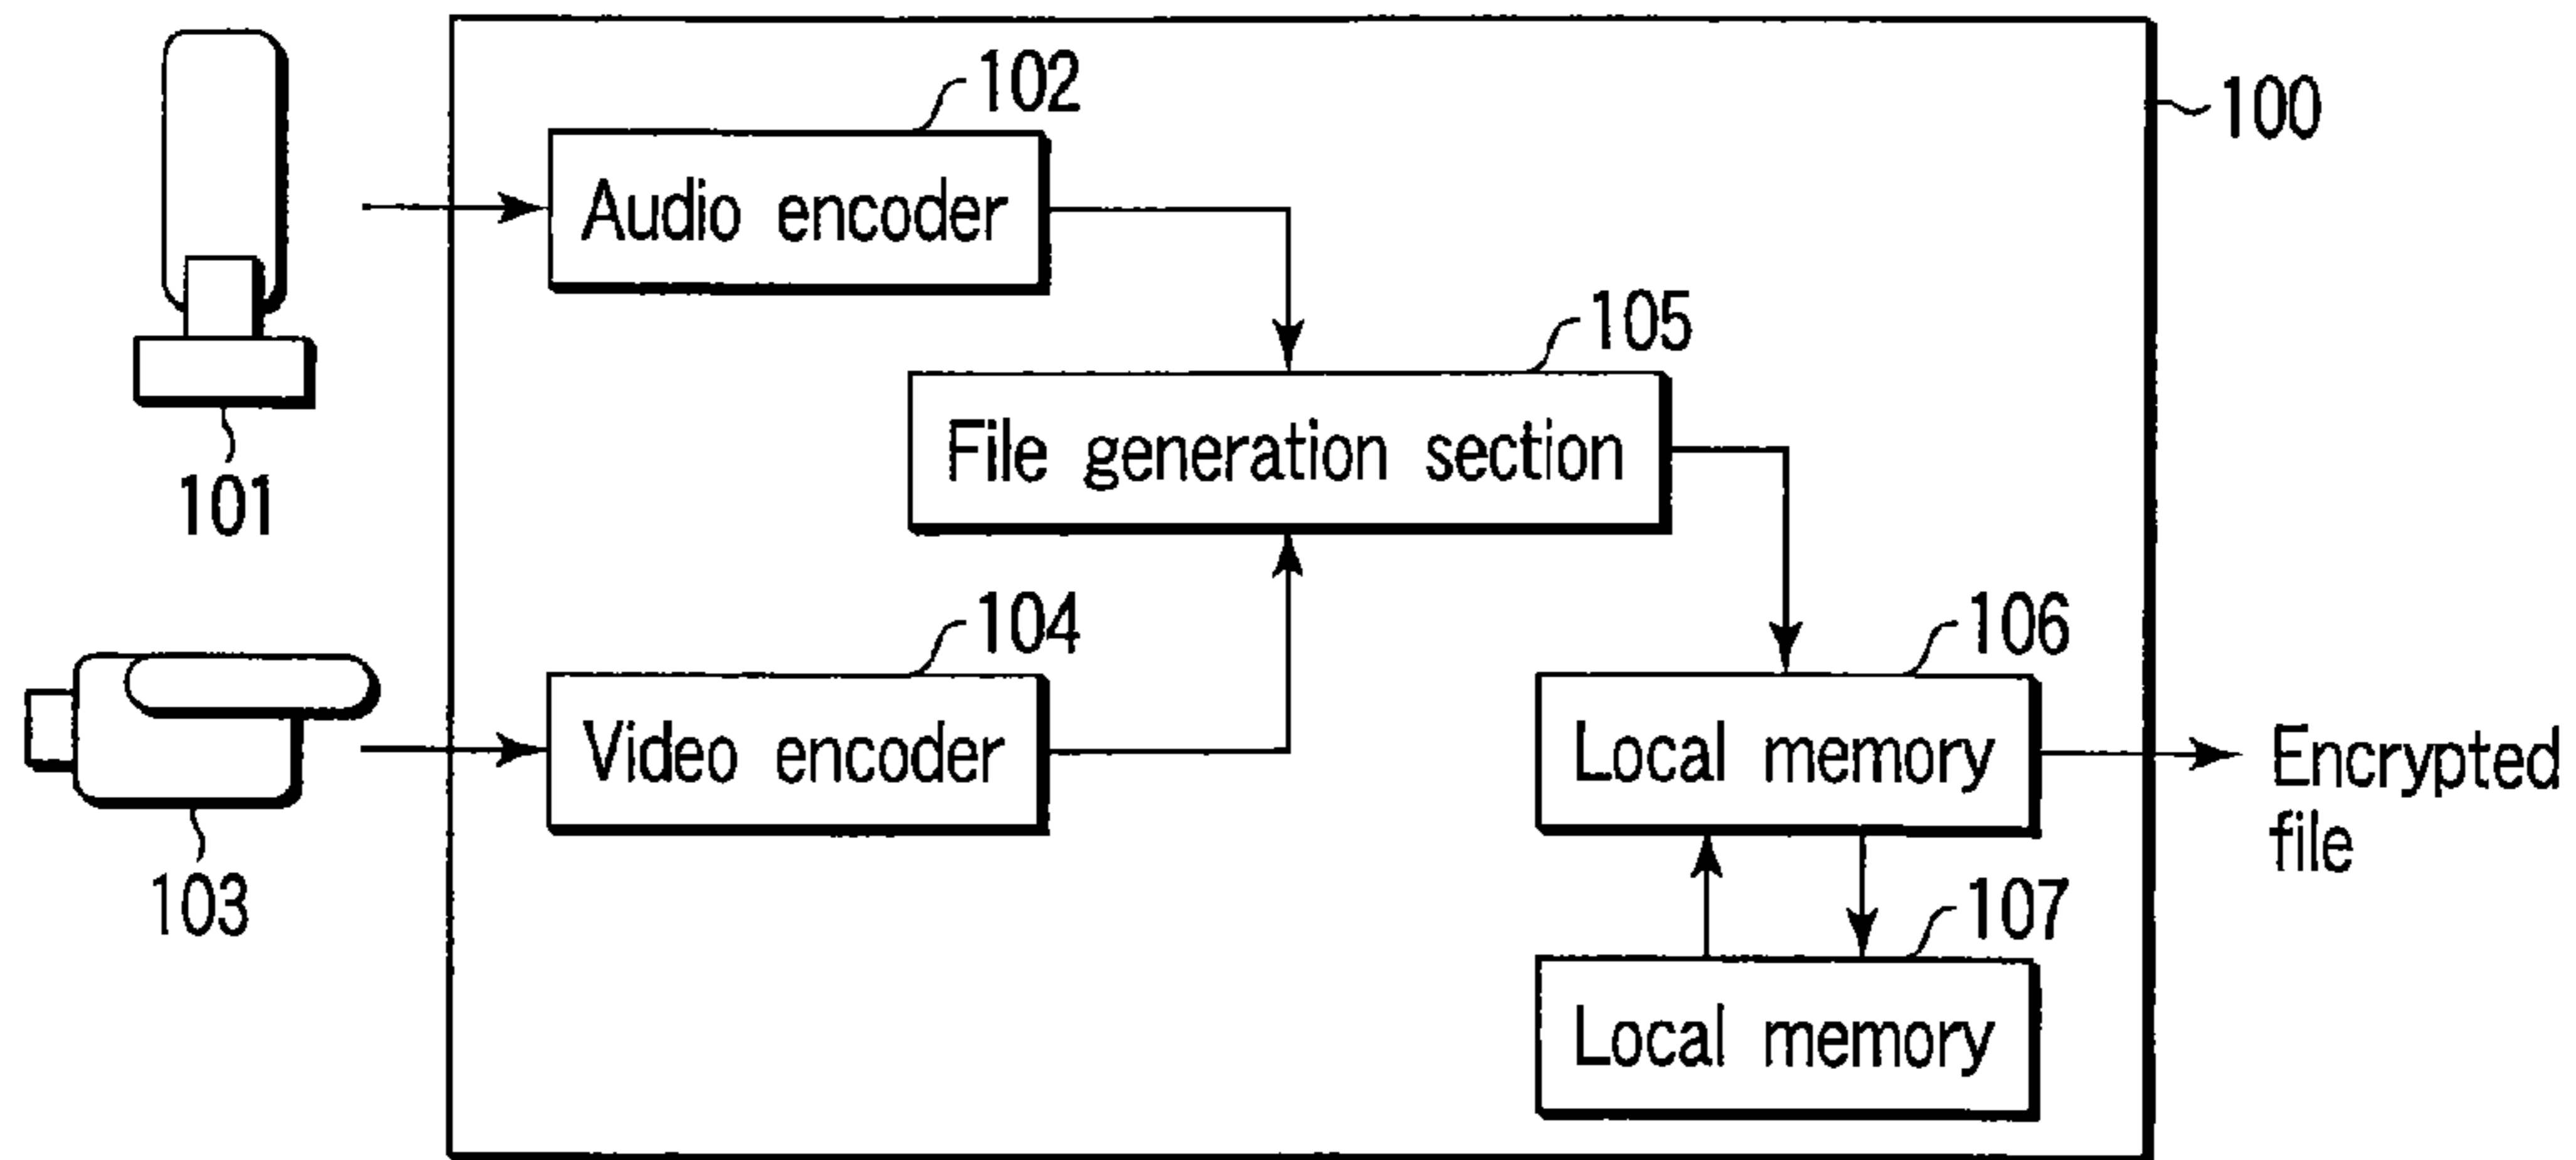 102
100
Audio encoder
105
File generation section
101
104
106
Video encoder
Local memory
Encrypted
file
103
107
Local memory